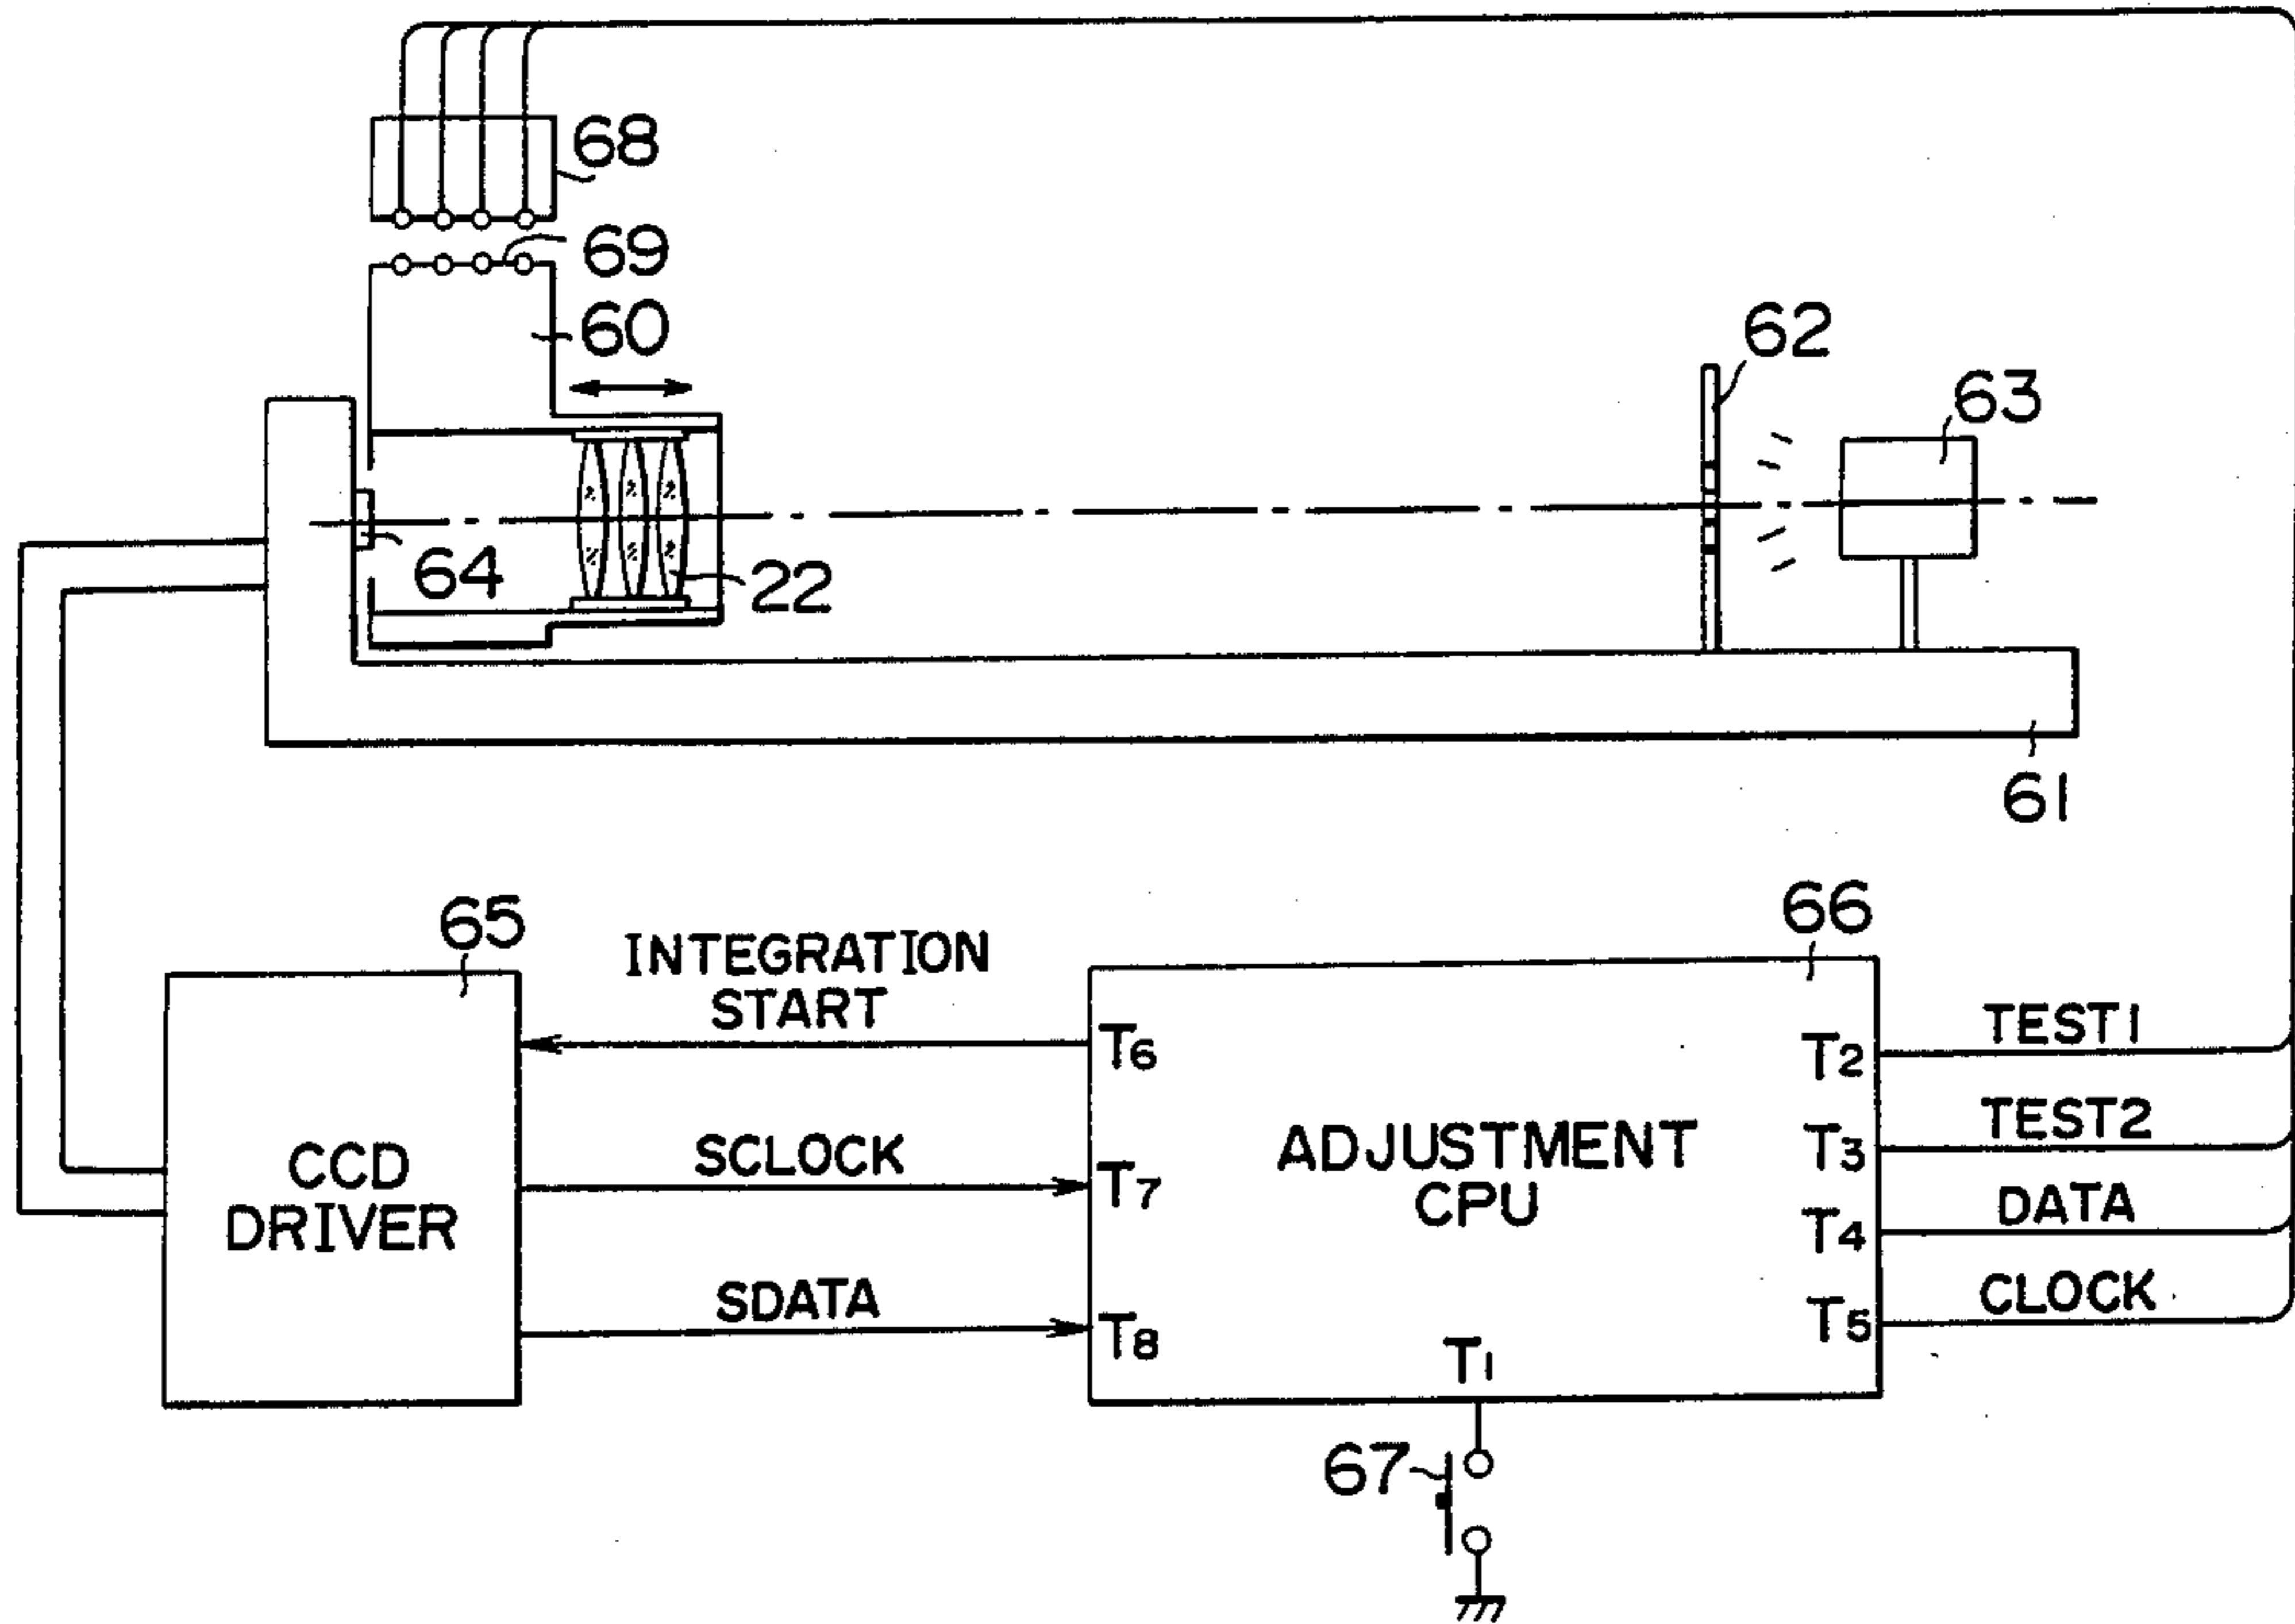 68
69
60
62
63
64
22
61
65
66
INTEGRATION
START
T6
T2
TEST1
SCLOCK
T7
T3
TEST2
CCD
DRIVER
ADJUSTMENT
CPU
T4
DATA
SDATA
T8
T5
CLOCK
T1
67